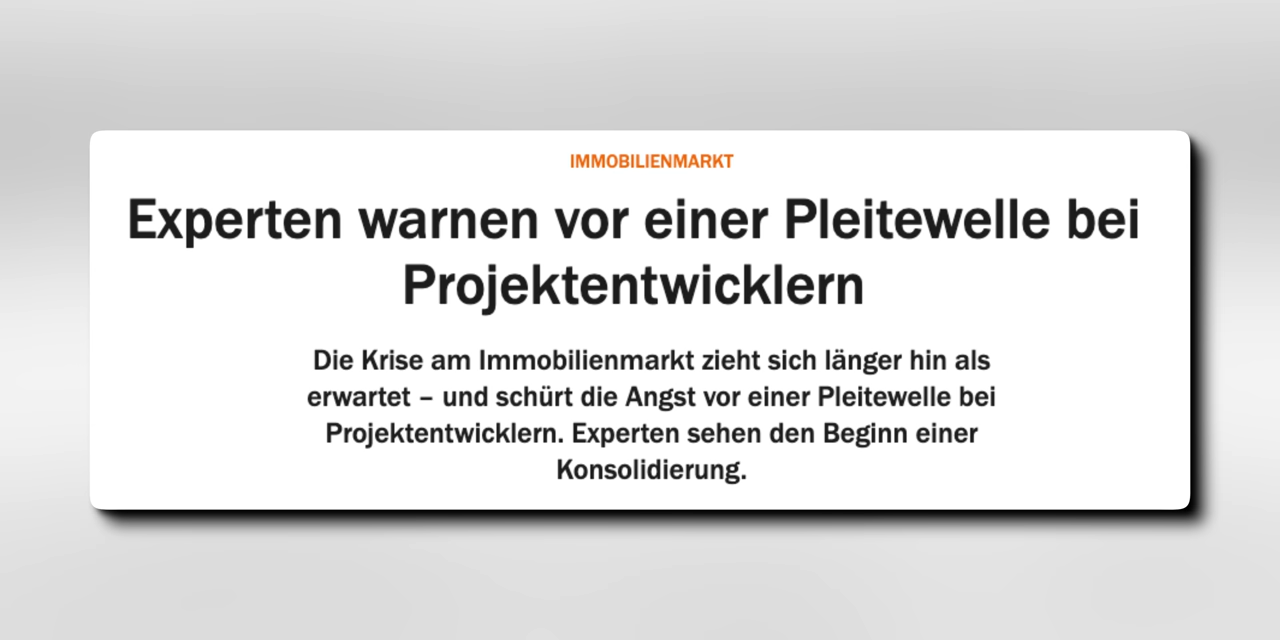 IMMOBILIENMARKT
Experten warnen vor einer Pleitewelle bei
Projektentwicklern
Die Krise am Immobilienmarkt zieht sich länger hin als
erwartet – und schürt die Angst vor einer Pleitewelle bei
Projektentwicklern. Experten sehen den Beginn einer
Konsolidierung.